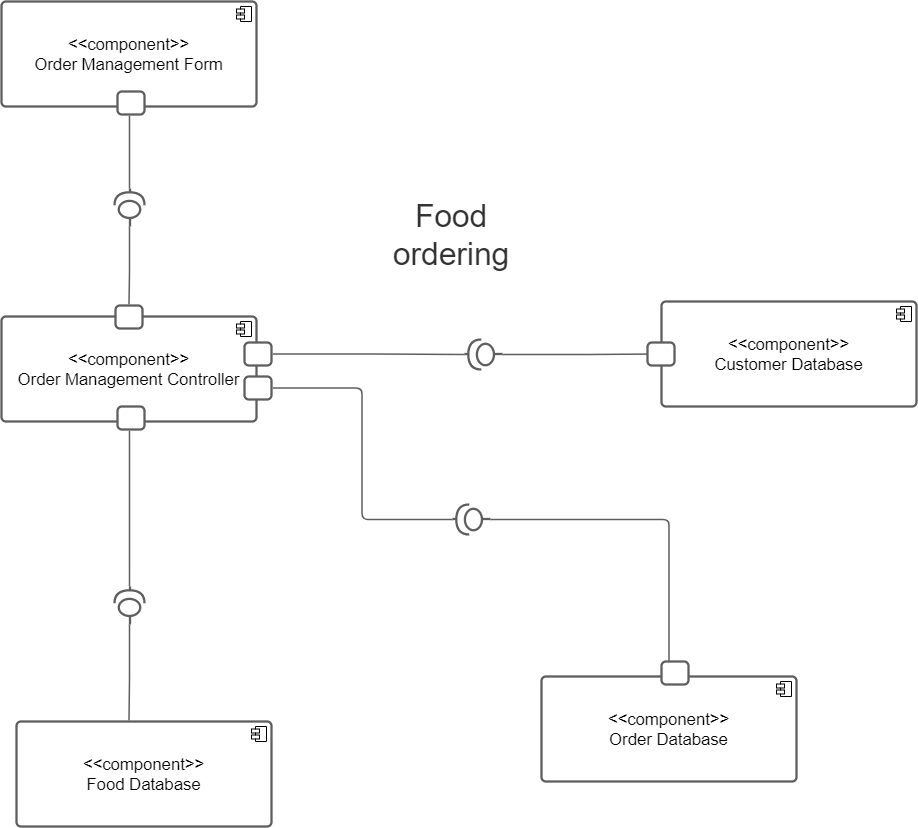 <<component>>
Order Management Form
Food
ordering
<<component>>
Order Management Controller
<<component>>
Customer Database
<<component>>
Order Database
<<component>>
Food Database